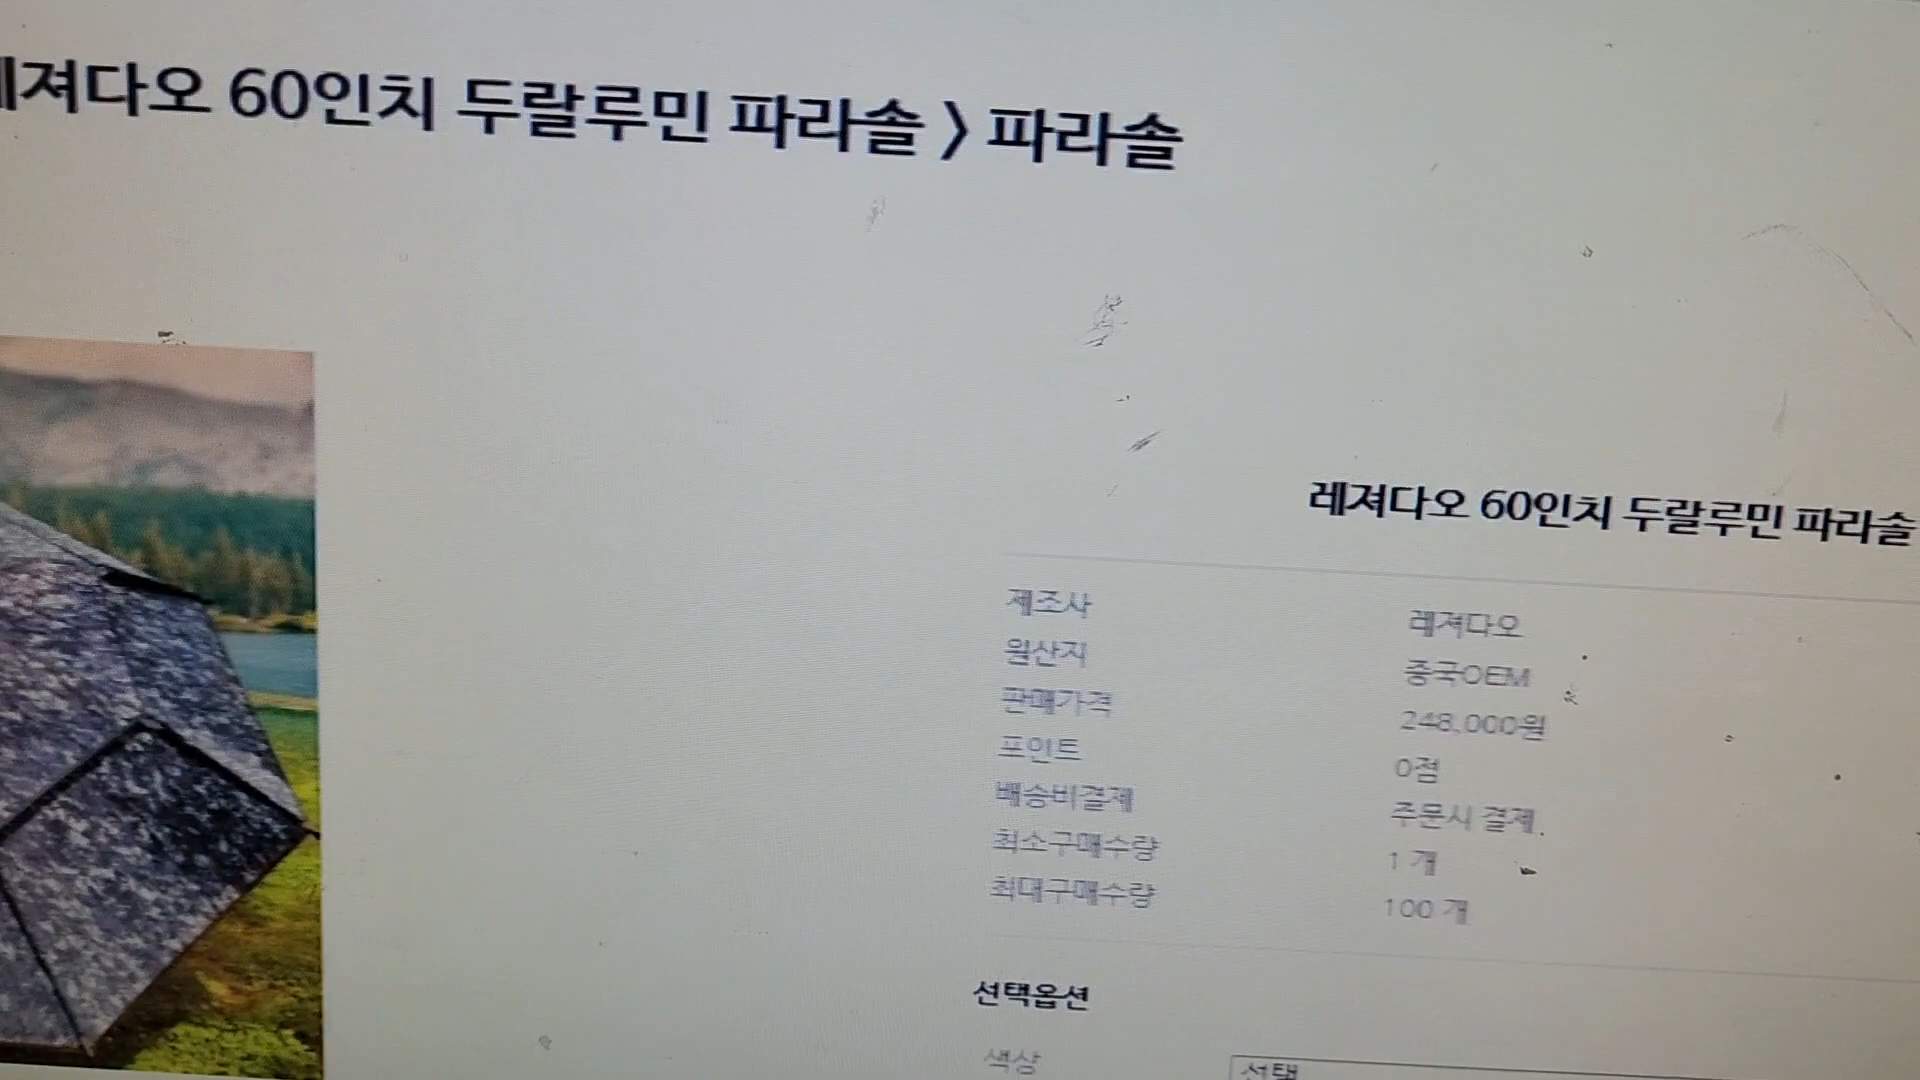 레져다오 60인치 두랄루민 파라솔 > 파라솔
레져다오 60인치 두랄루민 파라솔
제조사 레져다오
원산지 중국OEM
판매가격 248,000원
포인트 0점
배송비결제 주문시 결제
최소구매수량 1 개
최대구매수량 100 개
선택옵션
색상 선택